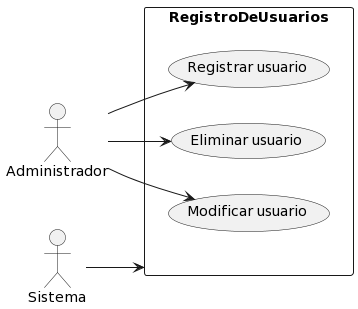 RegistroDeUsuarios
Registrar usuario
Eliminar usuario
Administrador
Modificar usuario
Sistema